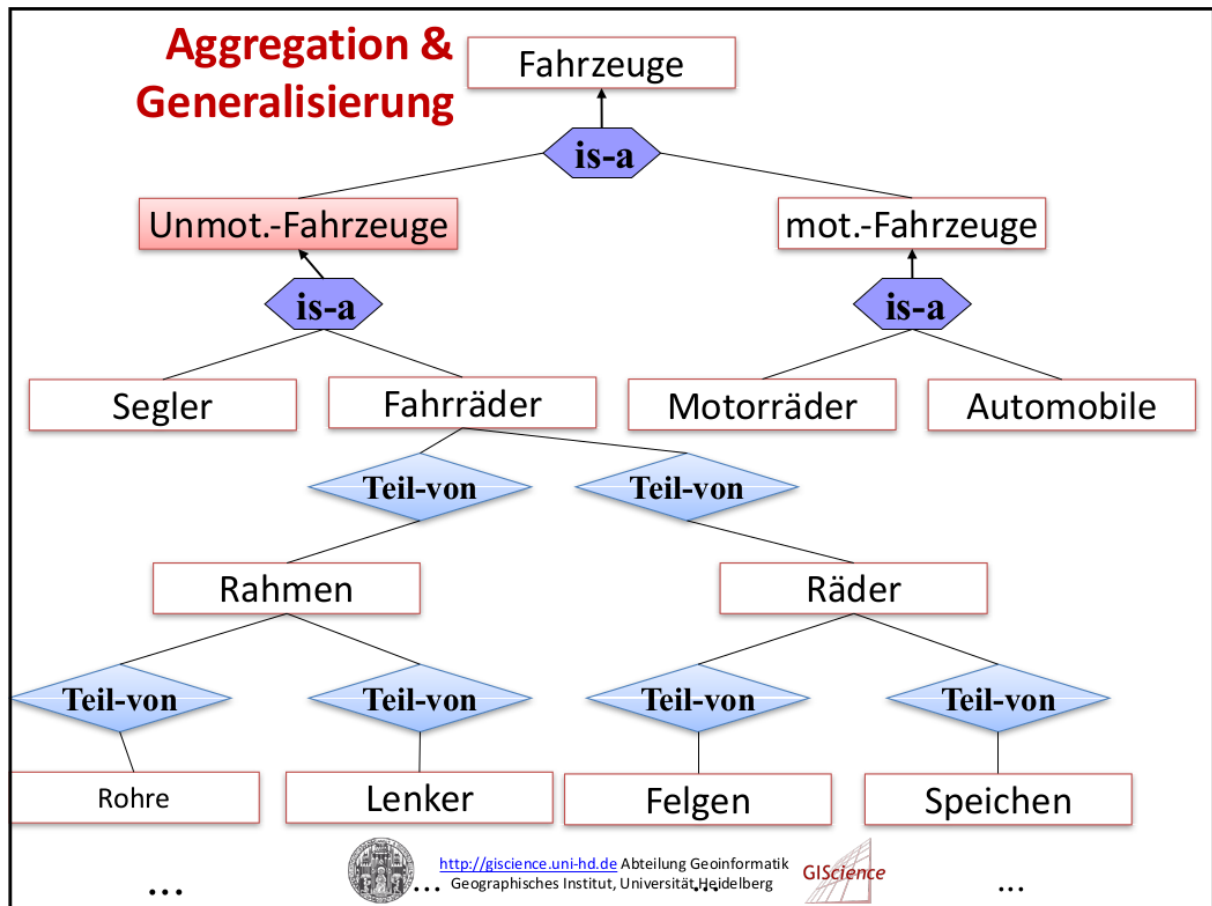 Aggregation &
Generalisierung
Fahrzeuge
is-a
Unmot.-Fahrzeuge
mot.-Fahrzeuge
is-a
is-a
Segler
Fahrräder
Motorräder
Automobile
Teil-von
Teil-von
Rahmen
Räder
Teil-von
Teil-von
Teil-von
Teil-von
Rohre
Lenker
Felgen
Speichen
http://giscience.uni-hd.de Abteilung Geoinformatik
Geographisches Institut, Universität Heidelberg
GIScience
...
...
...
...